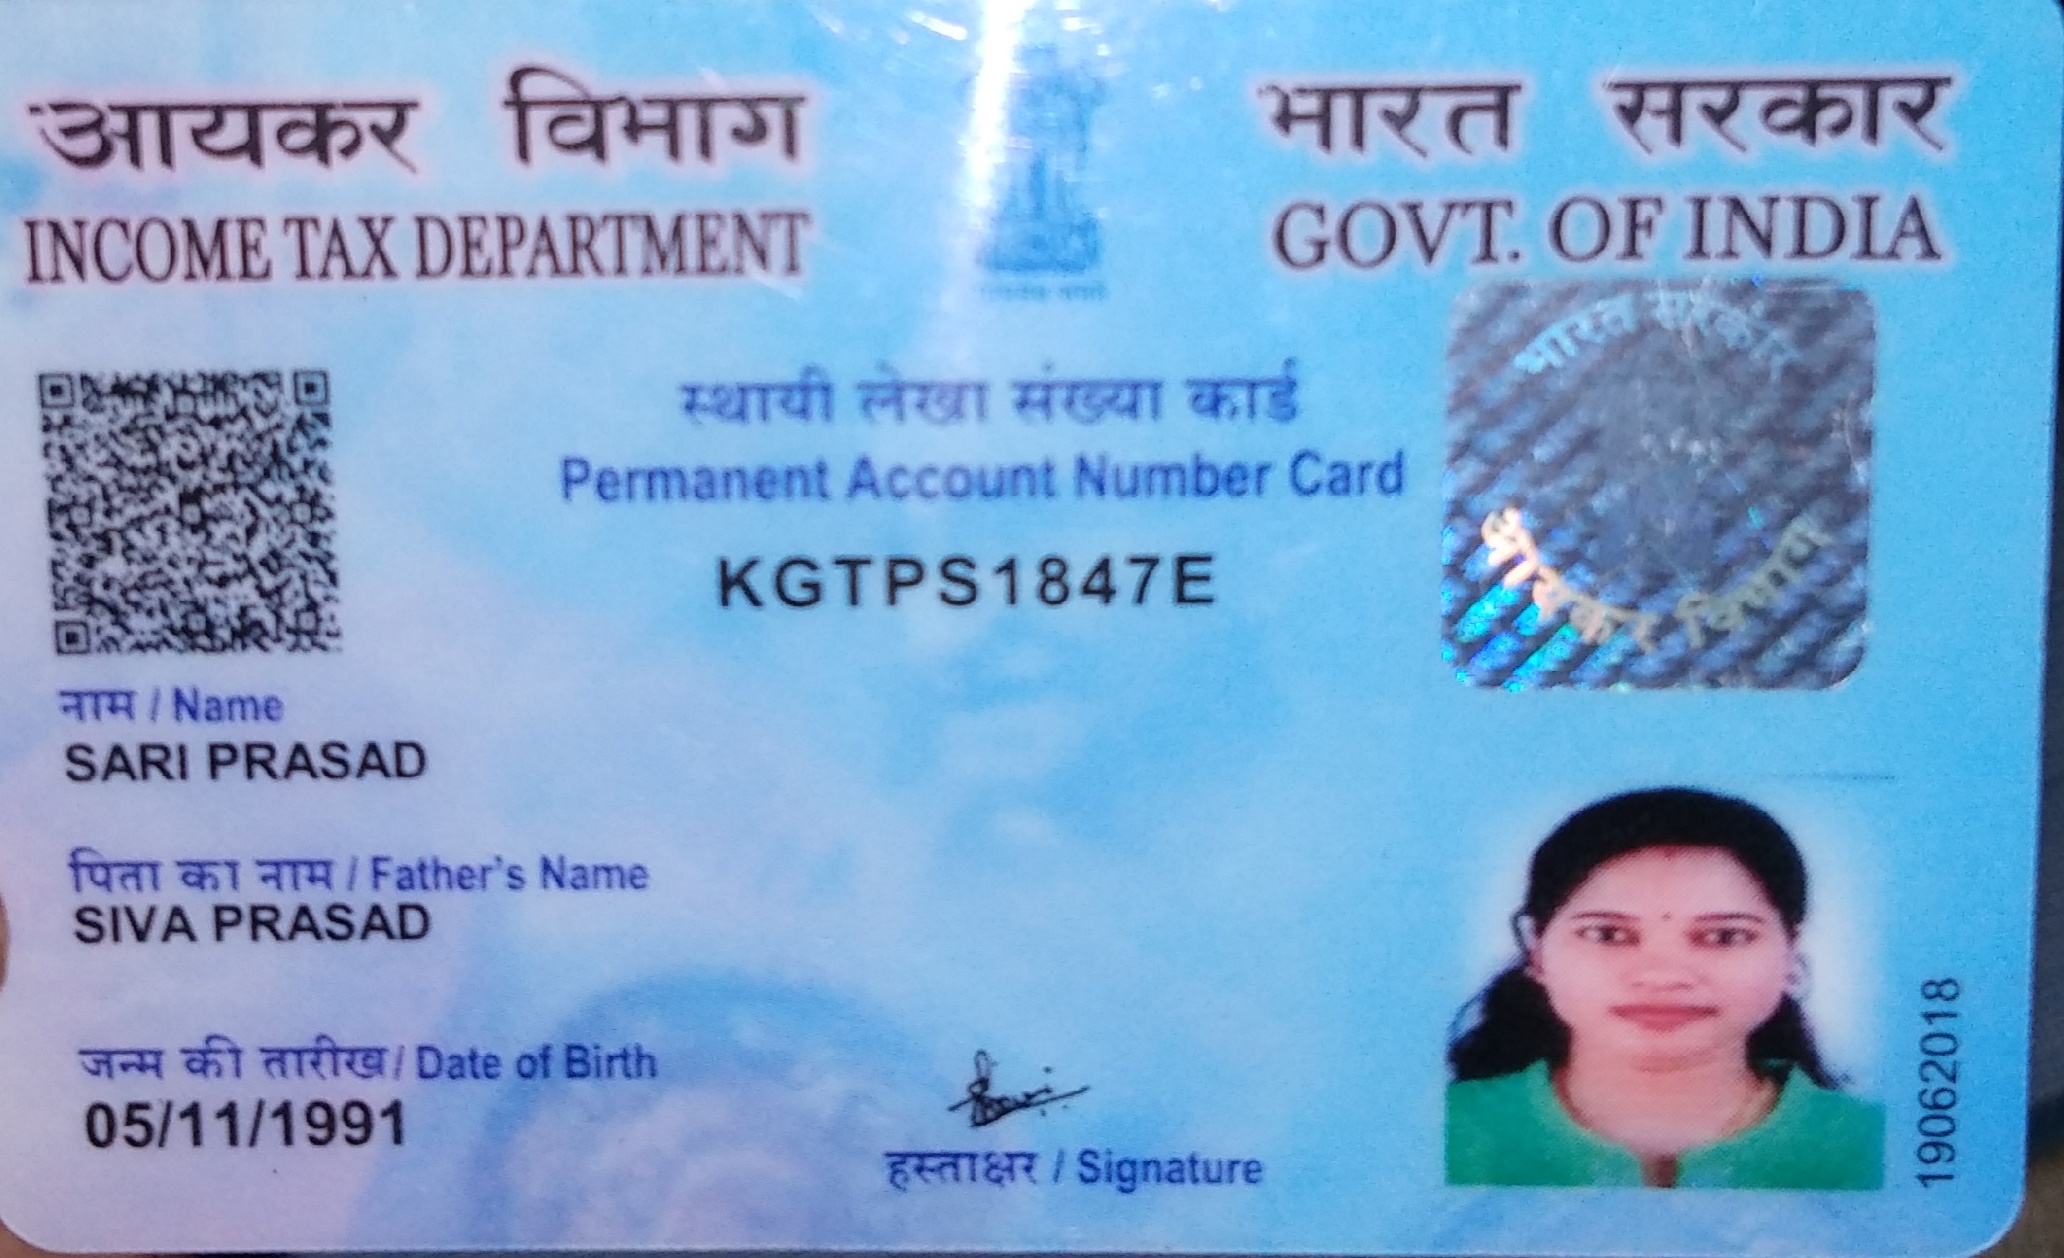 आयकर विभाग
INCOME TAX DEPARTMENT
भारत सरकार
GOVT. OF INDIA
भारत सरकार
आयकर विभाग
स्थायी लेखा संख्या कार्ड
Permanent Account Number Card
KGTPS1847E
नाम / Name
SARI PRASAD
पिता का नाम / Father's Name
SIVA PRASAD
जन्म की तारीख / Date of Birth
05/11/1991
हस्ताक्षर / Signature
19062018